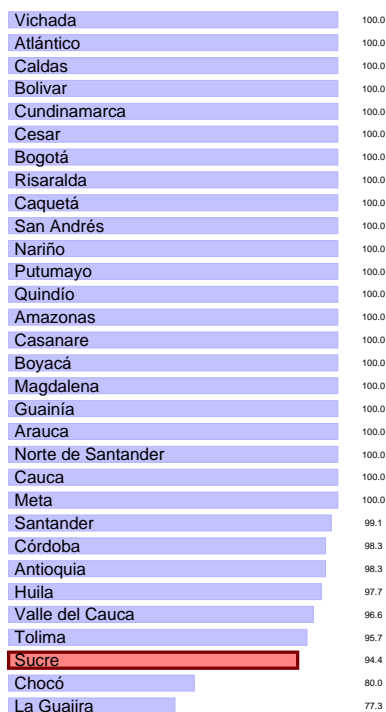 Vichada 100.0
Atlántico 100.0
Caldas 100.0
Bolivar 100.0
Cundinamarca 100.0
Cesar 100.0
Bogotá 100.0
Risaralda 100.0
Caquetá 100.0
San Andrés 100.0
Nariño 100.0
Putumayo 100.0
Quindío 100.0
Amazonas 100.0
Casanare 100.0
Boyacá 100.0
Magdalena 100.0
Guainía 100.0
Arauca 100.0
Norte de Santander 100.0
Cauca 100.0
Meta 100.0
Santander 99.1
Córdoba 98.3
Antioquia 98.3
Huila 97.7
Valle del Cauca 96.6
Tolima 95.7
Sucre 94.4
Chocó 80.0
La Guajira 77.3